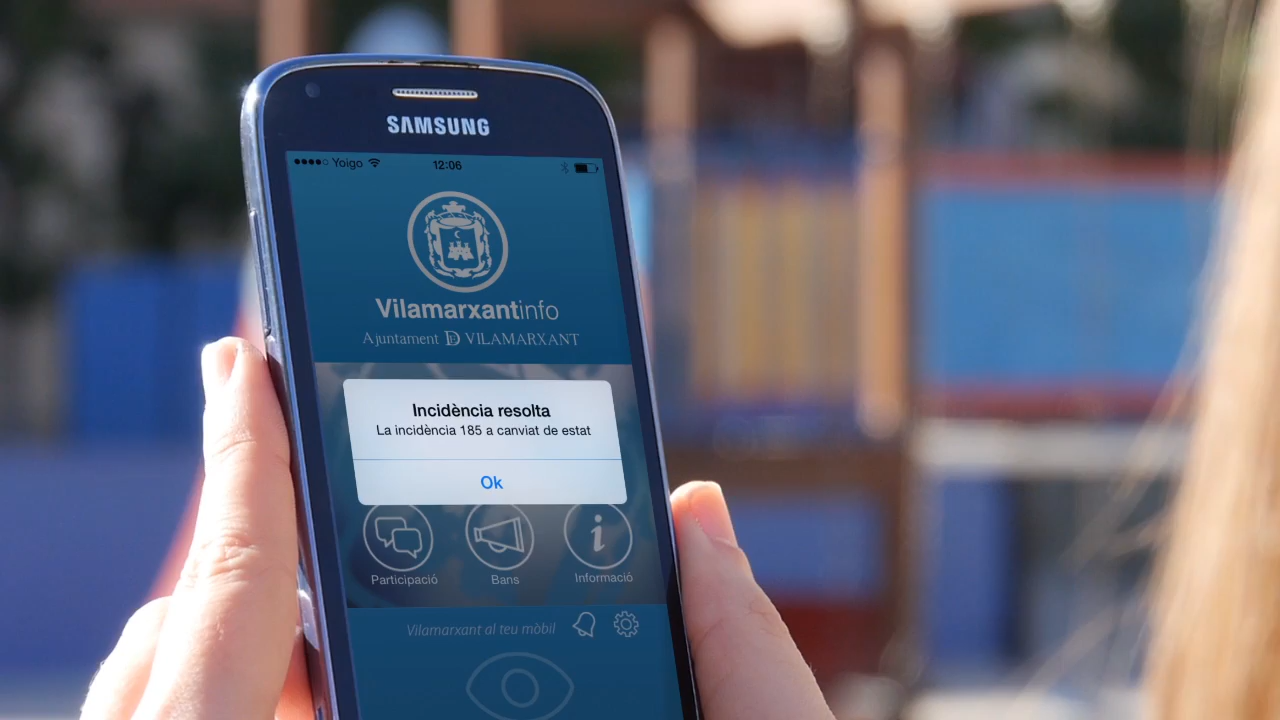 SAMSUNG
Yoigo 12:06
Vilamarxantinfo
Ajuntament DE VILAMARXANT
Incidència resolta
La incidència 185 a canviat de estat
Ok
Participació Bans Informació
Vilamarxant al teu mòbil